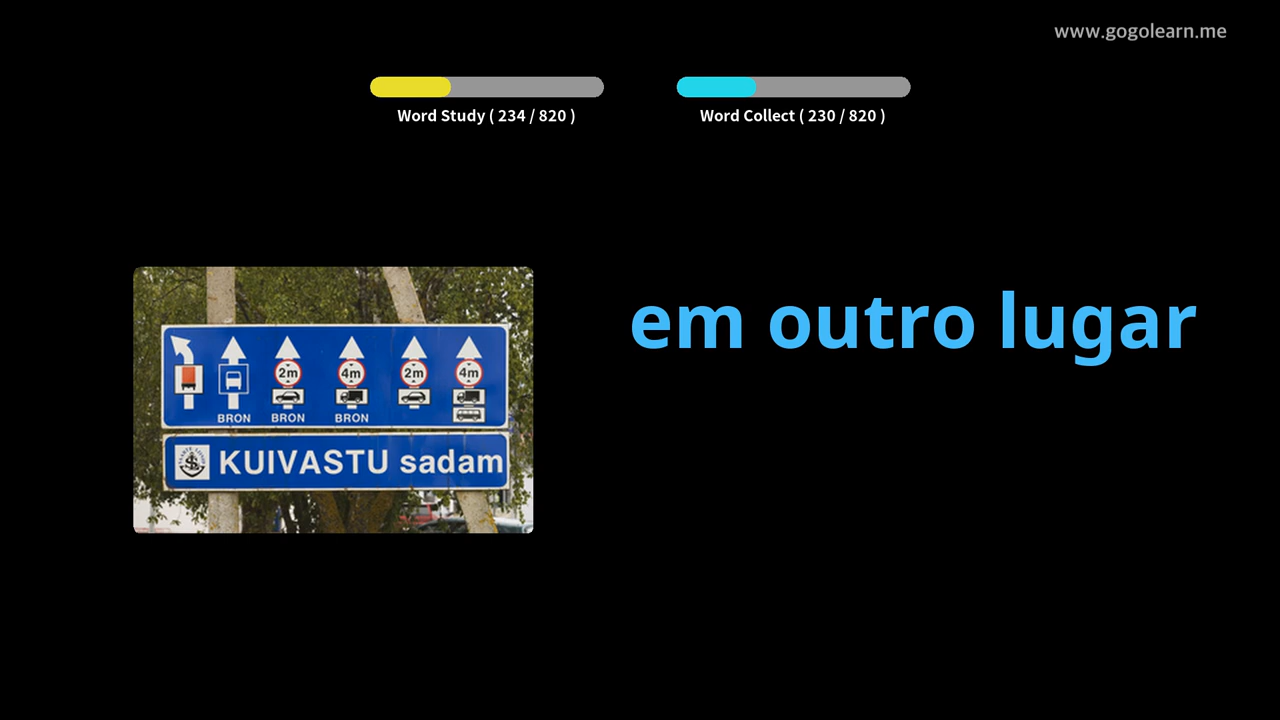 www.gogolearn.me
Word Study ( 234 / 820 )
Word Collect ( 230 / 820 )
em outro lugar
2m
4m
2m
4m
BRON
BRON
BRON
KUIVASTU sadam